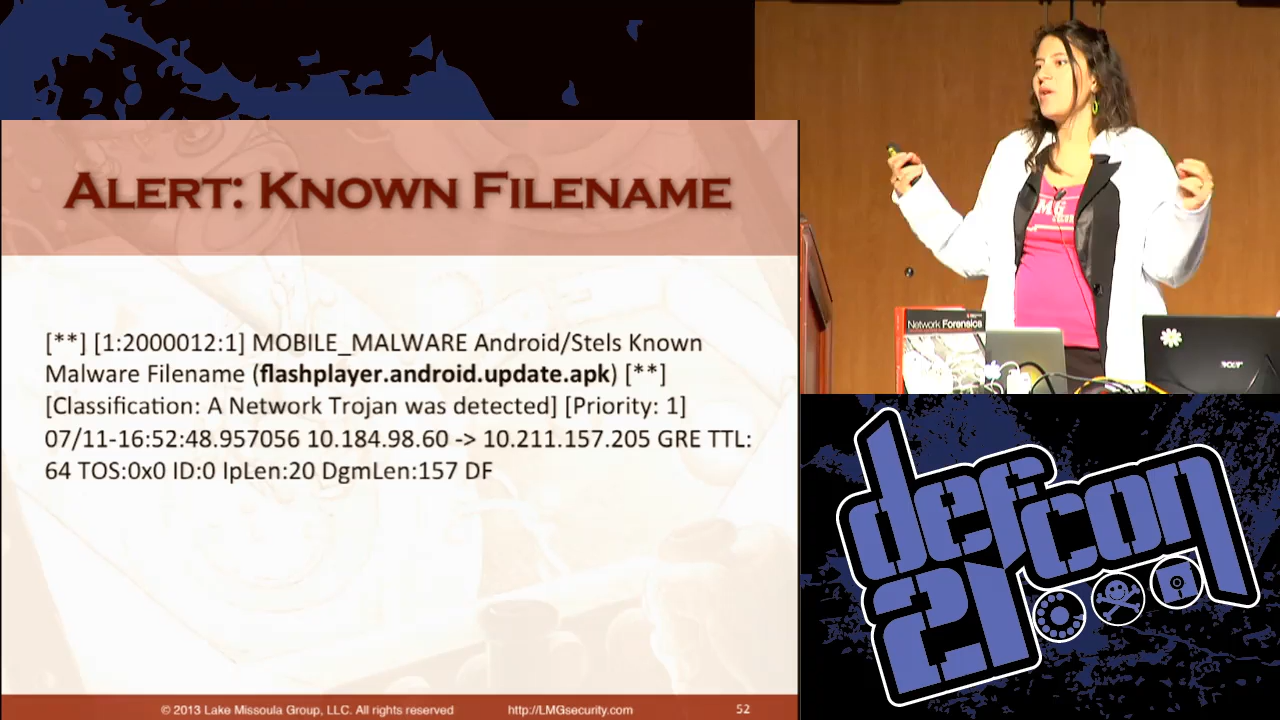 Alert: Known Filename
[**] [1:2000012:1] MOBILE_MALWARE Android/Stels Known
Malware Filename (flashplayer.android.update.apk) [**]
[Classification: A Network Trojan was detected] [Priority: 1]
07/11-16:52:48.957056 10.184.98.60 -> 10.211.157.205 GRE TTL:
64 TOS:0x0 ID:0 IpLen:20 DgmLen:157 DF
© 2013 Lake Missoula Group, LLC. All rights reserved http://LMGsecurity.com 52
Network Forensics
acer
defcon
21